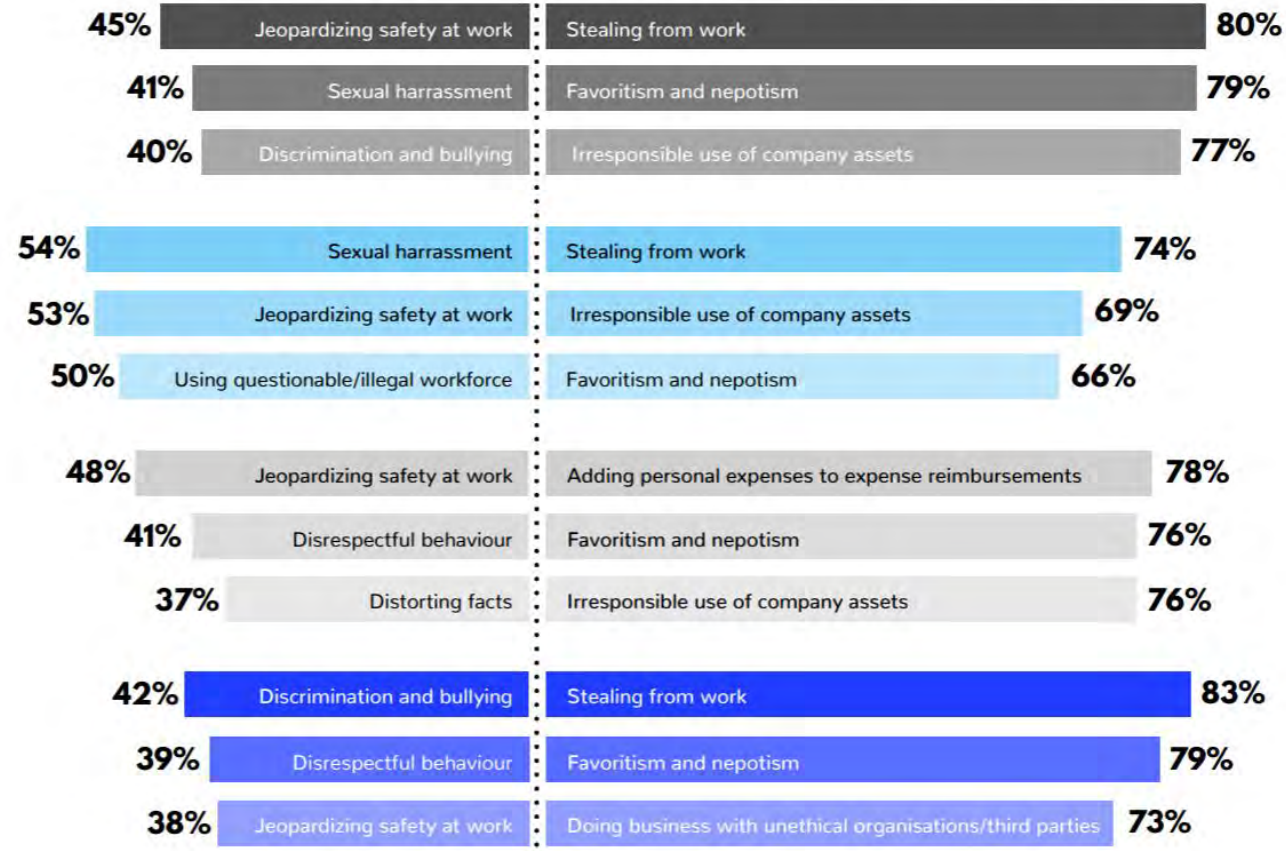 45% Jeopardizing safety at work Stealing from work 80%
41% Sexual harrassment Favoritism and nepotism 79%
40% Discrimination and bullying Irresponsible use of company assets 77%
54% Sexual harrassment Stealing from work 74%
53% Jeopardizing safety at work Irresponsible use of company assets 69%
50% Using questionable/illegal workforce Favoritism and nepotism 66%
48% Jeopardizing safety at work Adding personal expenses to expense reimbursements 78%
41% Disrespectful behaviour Favoritism and nepotism 76%
37% Distorting facts Irresponsible use of company assets 76%
42% Discrimination and bullying Stealing from work 83%
39% Disrespectful behaviour Favoritism and nepotism 79%
38% Jeopardizing safety at work Doing business with unethical organisations/third parties 73%